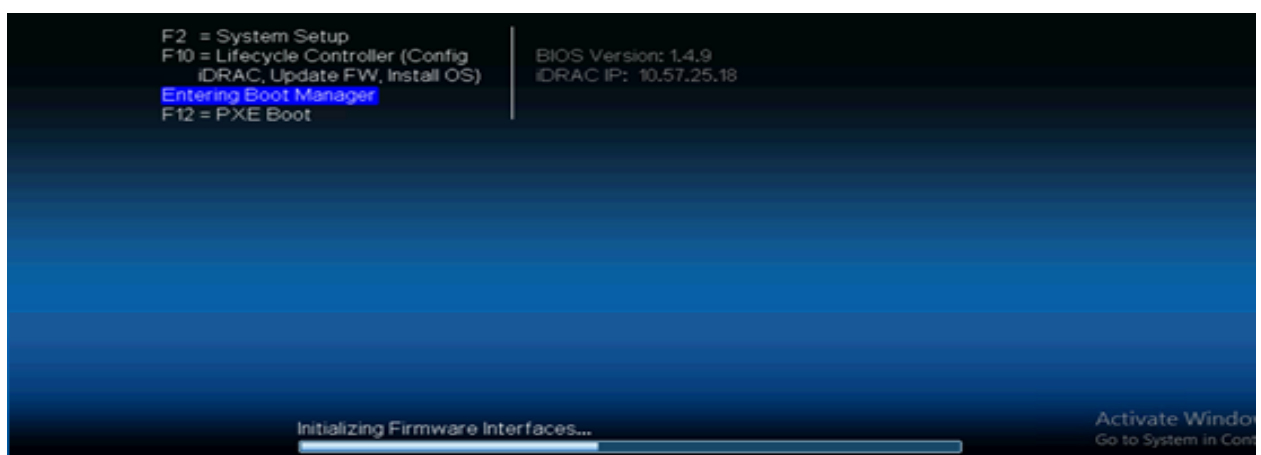 F2 = System Setup
F10 = Lifecycle Controller (Config
iDRAC, Update FW, Install OS)
Entering Boot Manager
F12 = PXE Boot
BIOS Version: 1.4.9
iDRAC IP: 10.57.25.18
Initializing Firmware Interfaces...
Activate Windo
Go to System in Cont